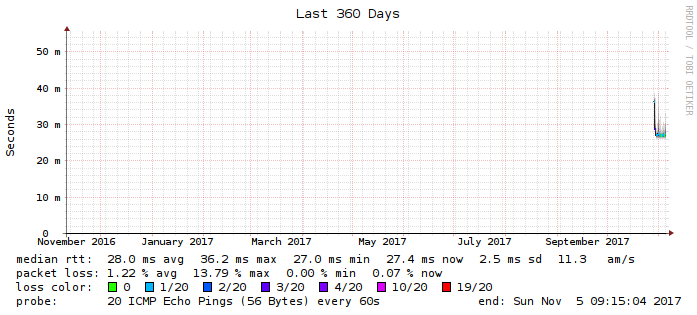 Last 360 Days
RRDTOOL / TOBI OETIKER
Seconds
50 m
40 m
30 m
20 m
10 m
0
November 2016 January 2017 March 2017 May 2017 July 2017 September 2017
median rtt: 28.0 ms avg 36.2 ms max 27.0 ms min 27.4 ms now 2.5 ms sd 11.3 am/s
packet loss: 1.22 % avg 13.79 % max 0.00 % min 0.07 % now
loss color: 0 1/20 2/20 3/20 4/20 10/20 19/20
probe: 20 ICMP Echo Pings (56 Bytes) every 60s end: Sun Nov 5 09:15:04 2017